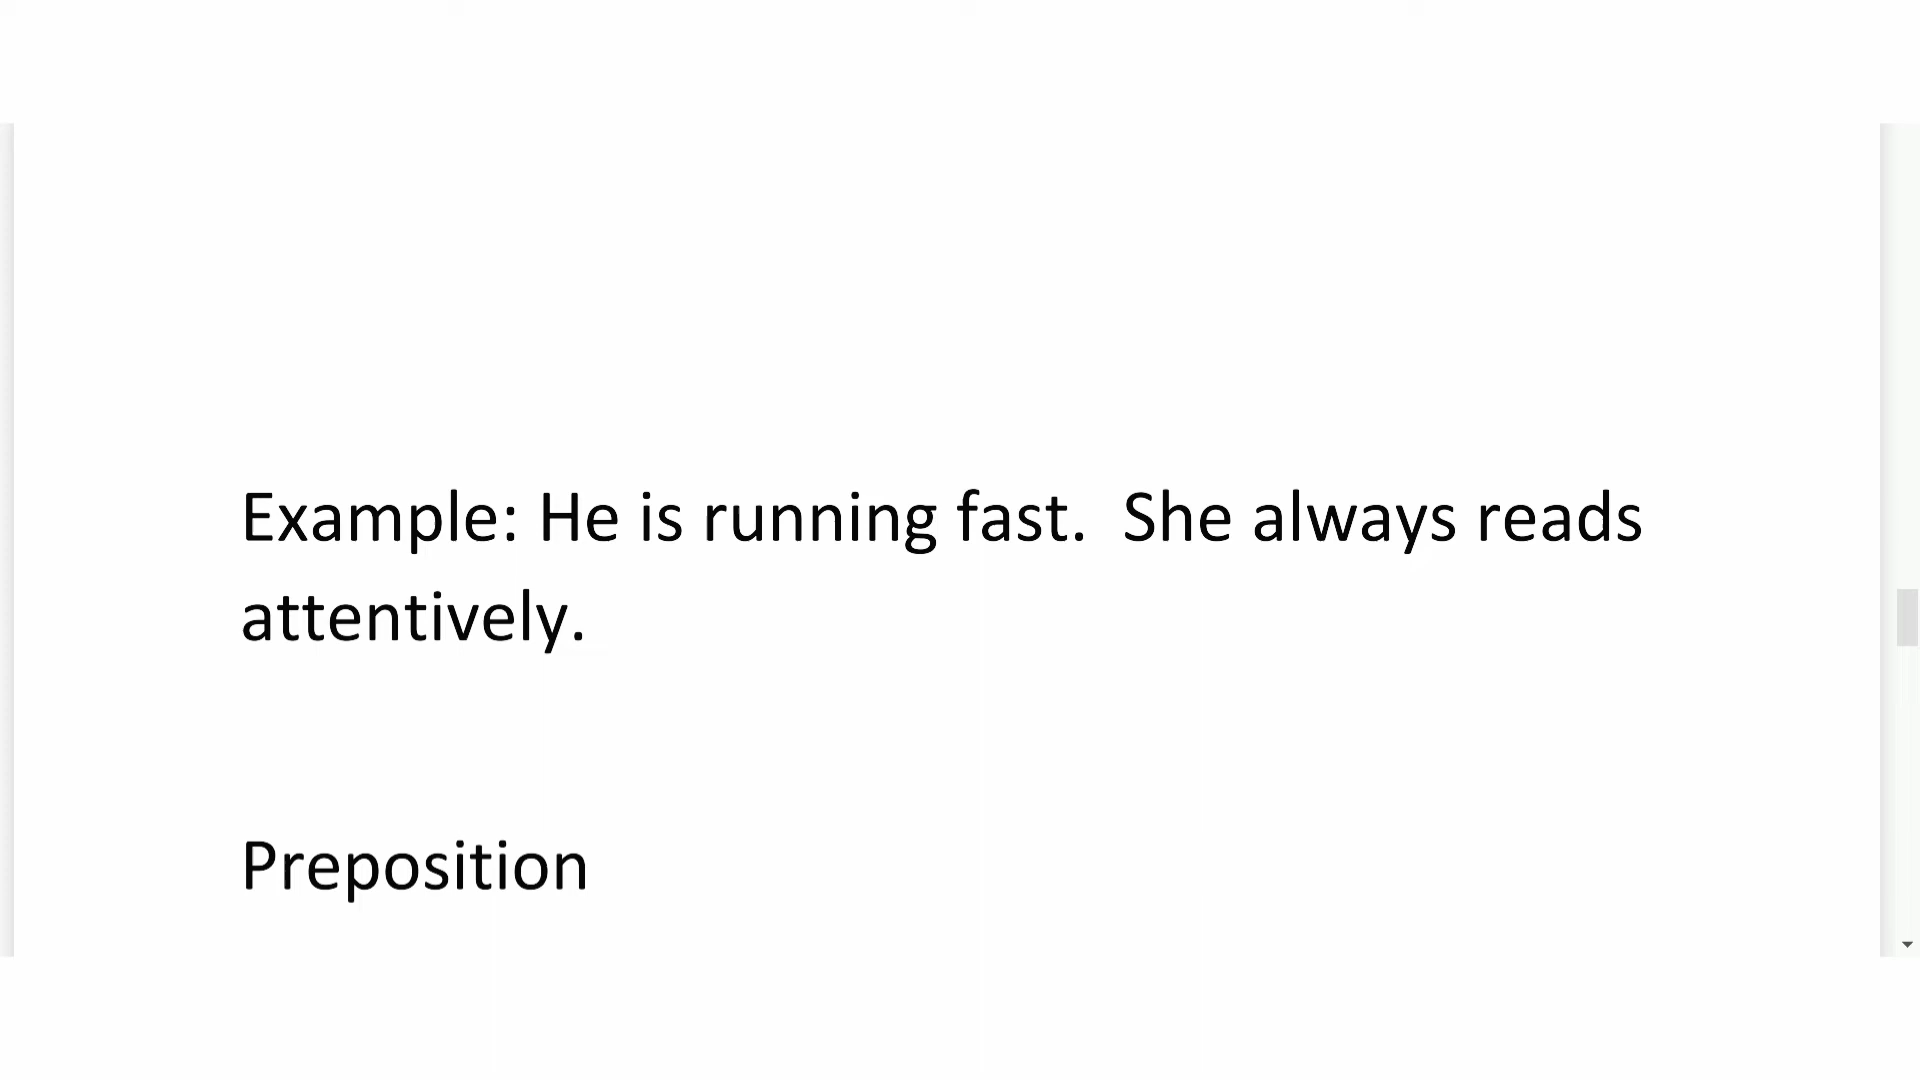 Example: He is running fast.  She always reads
attentively.
Preposition